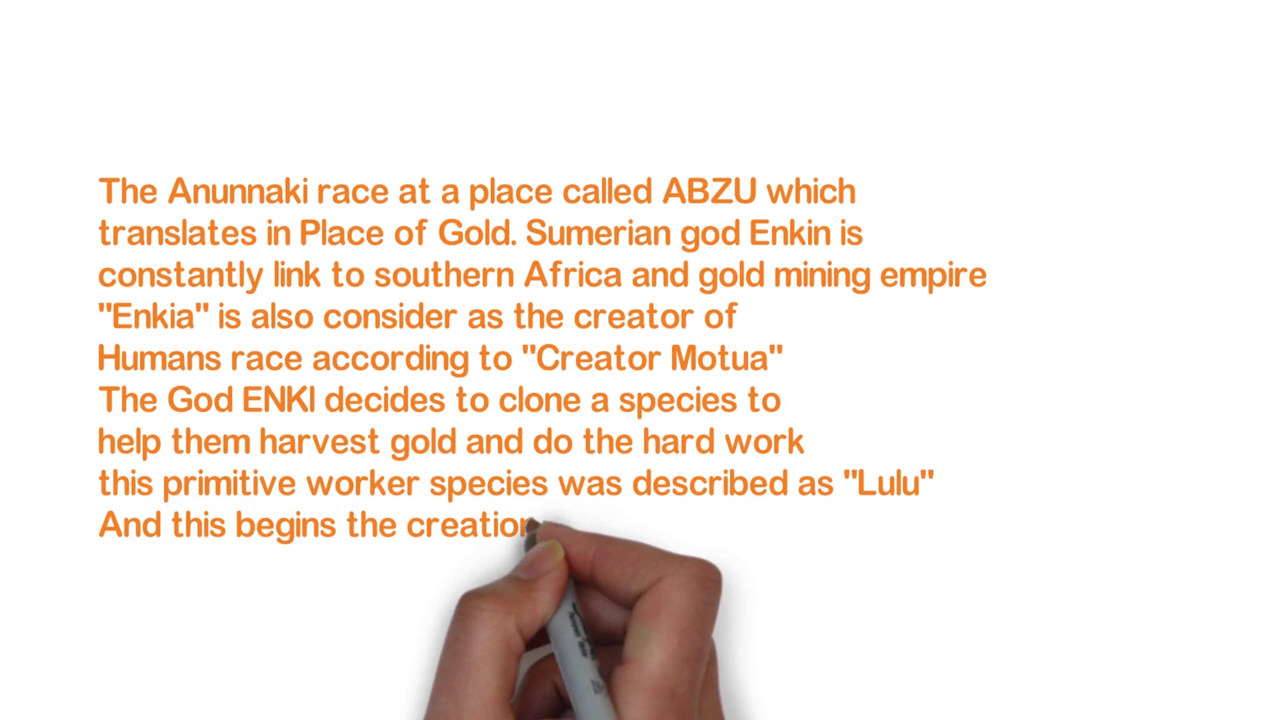 The Anunnaki race at a place called ABZU which
translates in Place of Gold. Sumerian god Enkin is
constantly link to southern Africa and gold mining empire
"Enkia" is also consider as the creator of
Humans race according to "Creator Motua"
The God ENKI decides to clone a species to
help them harvest gold and do the hard work
this primitive worker species was described as "Lulu"
And this begins the creation